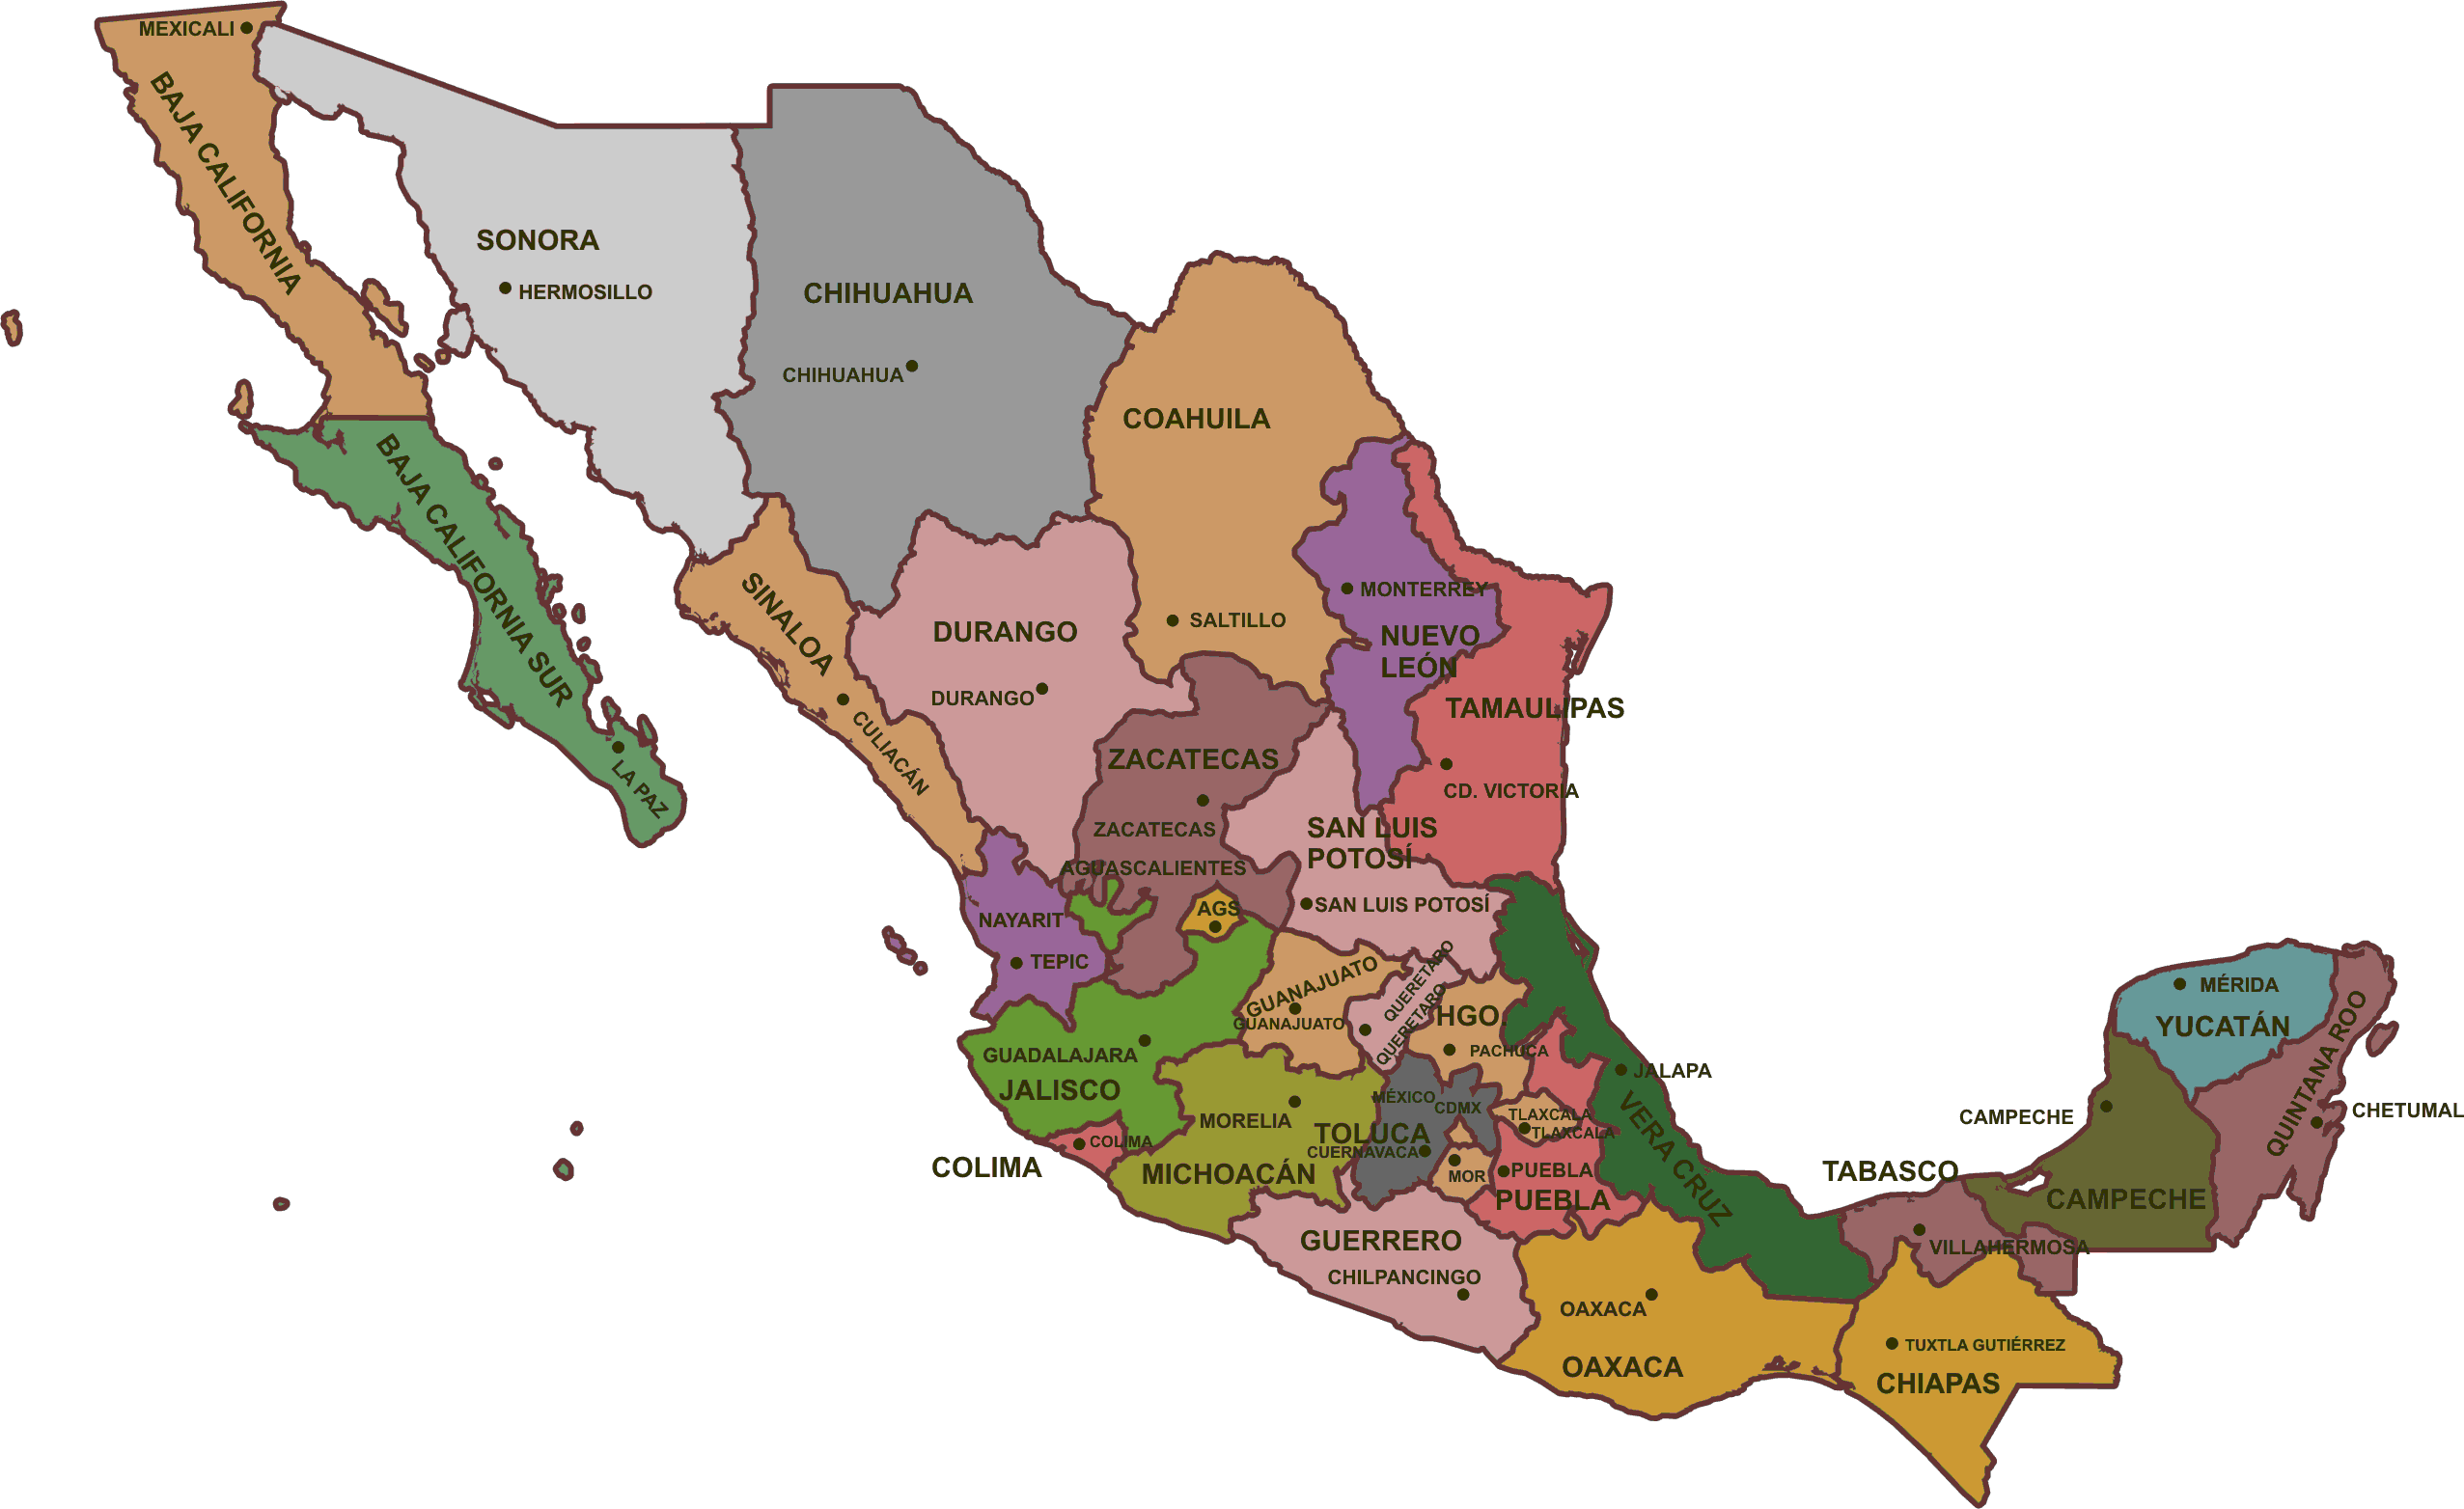 MEXICALI
BAJA CALIFORNIA
SONORA
HERMOSILLO
CHIHUAHUA
CHIHUAHUA
COAHUILA
BAJA CALIFORNIA SUR
LA PAZ
SINALOA
CULIACÁN
DURANGO
DURANGO
SALTILLO
MONTERREY
NUEVO
LEÓN
TAMAULIPAS
CD. VICTORIA
ZACATECAS
ZACATECAS
SAN LUIS
POTOSÍ
SAN LUIS POTOSÍ
AGUASCALIENTES
AGS
NAYARIT
TEPIC
GUANAJUATO
GUANAJUATO
QUERETARO
QUERETARO
HGO.
PACHUCA
GUADALAJARA
JALISCO
COLIMA
COLIMA
MORELIA
MICHOACÁN
MÉXICO
CDMX
TOLUCA
CUERNAVACA
MOR
TLAXCALA
TLAXCALA
PUEBLA
PUEBLA
JALAPA
VERA CRUZ
GUERRERO
CHILPANCINGO
OAXACA
OAXACA
TABASCO
VILLAHERMOSA
TUXTLA GUTIÉRREZ
CHIAPAS
CAMPECHE
CAMPECHE
MÉRIDA
YUCATÁN
QUINTANA ROO
CHETUMAL